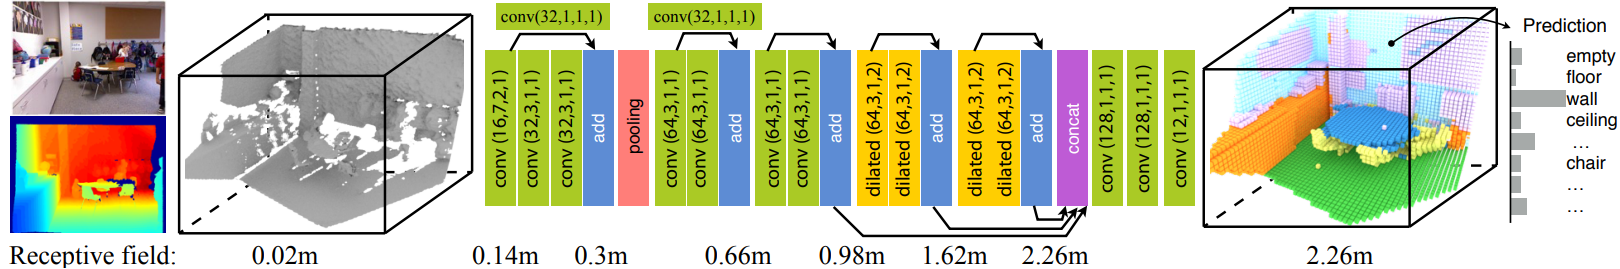 conv(32,1,1,1)
conv(32,1,1,1)
conv (16,7,2,1)
conv (32,3,1,1)
conv (32,3,1,1)
add
pooling
conv (64,3,1,1)
conv (64,3,1,1)
add
conv (64,3,1,1)
conv (64,3,1,1)
add
dilated (64,3,1,2)
dilated (64,3,1,2)
add
dilated (64,3,1,2)
dilated (64,3,1,2)
add
concat
conv (128,1,1,1)
conv (128,1,1,1)
conv (12,1,1,1)
Prediction
empty
floor
wall
ceiling
...
chair
...
...
Receptive field: 0.02m 0.14m 0.3m 0.66m 0.98m 1.62m 2.26m 2.26m